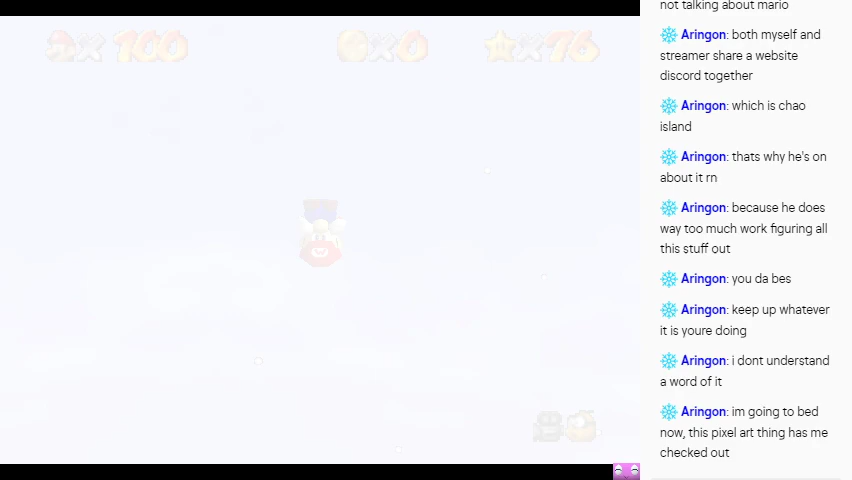 x 100
x 0
x 76
not talking about mario
Aringon: both myself and
streamer share a website
discord together
Aringon: which is chao
island
Aringon: thats why he's on
about it rn
Aringon: because he does
way too much work figuring all
this stuff out
Aringon: you da bes
Aringon: keep up whatever
it is youre doing
Aringon: i dont understand
a word of it
Aringon: im going to bed
now, this pixel art thing has me
checked out